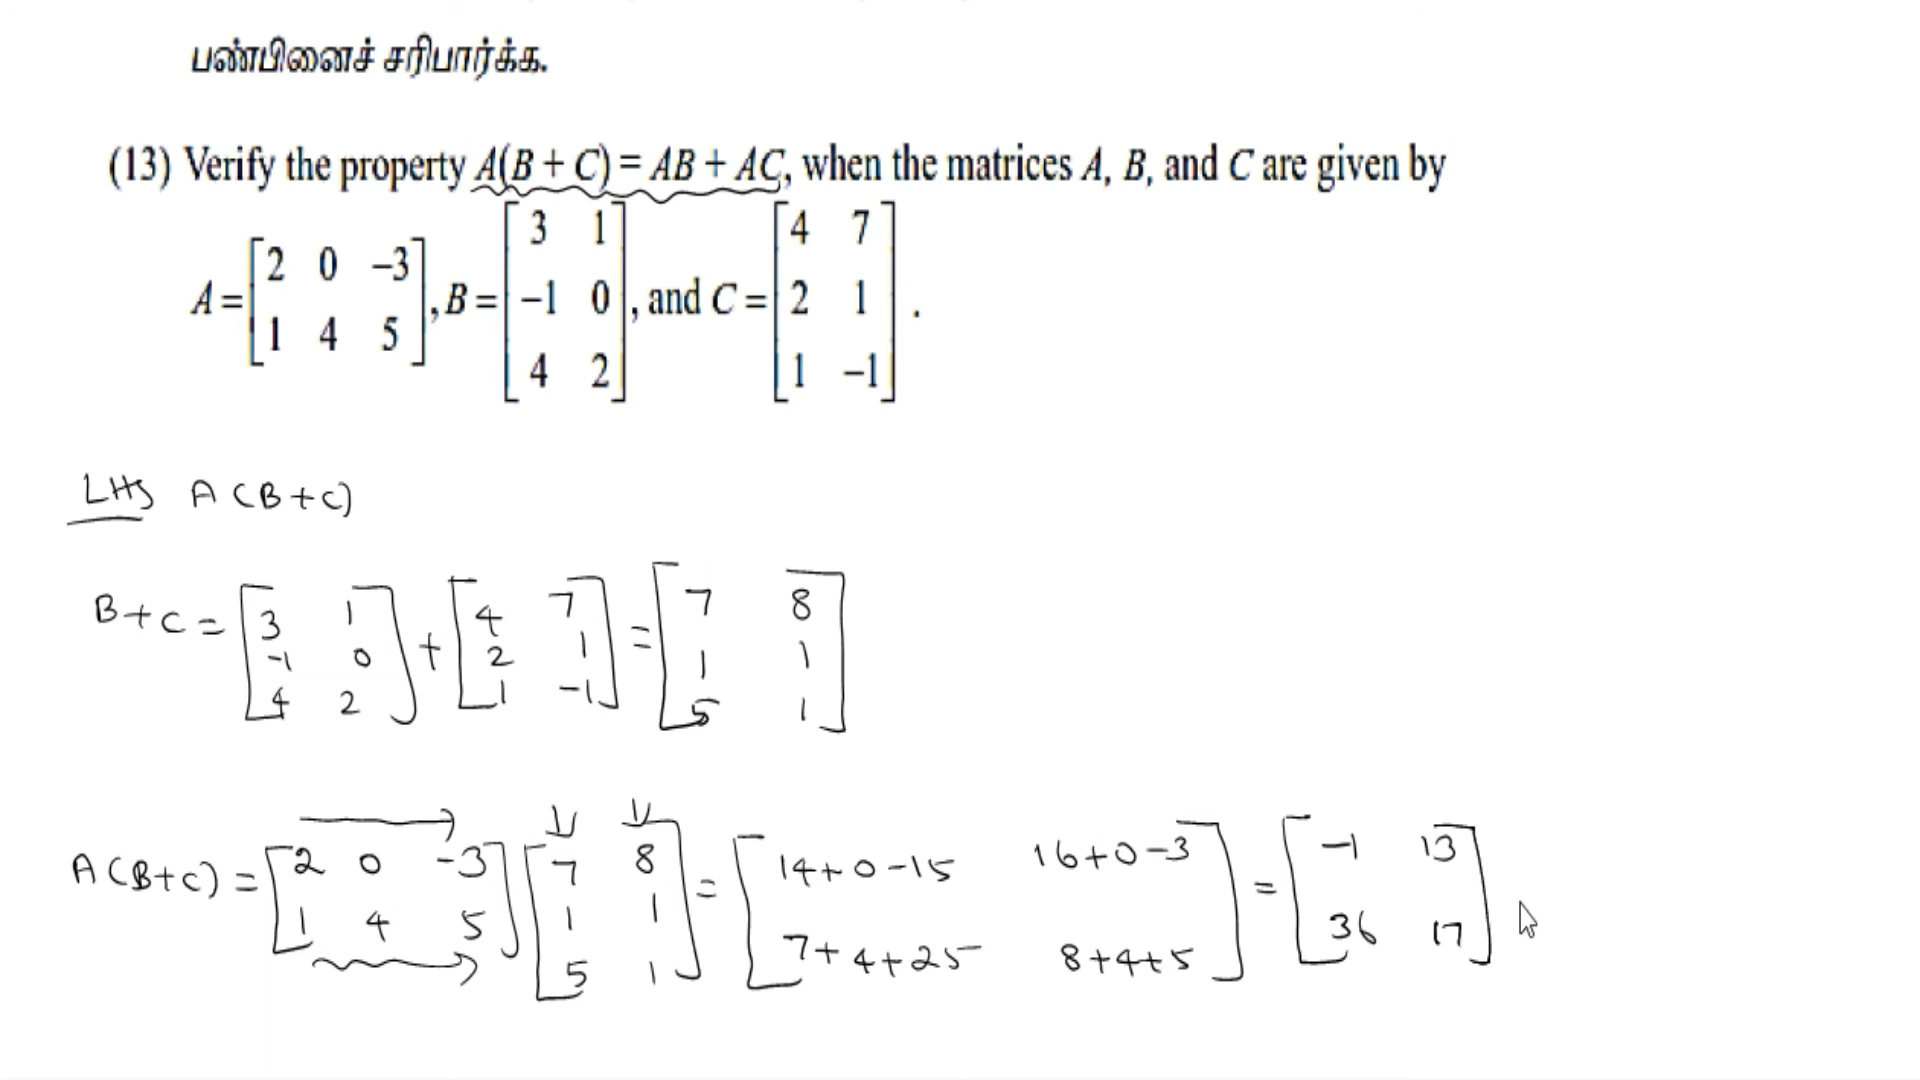 பண்பினைச் சரிபார்க்க.
(13) Verify the property A(B + C) = AB + AC, when the matrices A, B, and C are given by
A = [2 0 −3; 1 4 5], B = [3 1; −1 0; 4 2], and C = [4 7; 2 1; 1 −1].
LHS A(B+C)
B+C = [3 1; -1 0; 4 2] + [4 7; 2 1; 1 -1] = [7 8; 1 1; 5 1]
A(B+C) = [2 0 -3; 1 4 5] [7 8; 1 1; 5 1] = [14+0-15 16+0-3; 7+4+25 8+4+5] = [-1 13; 36 17]